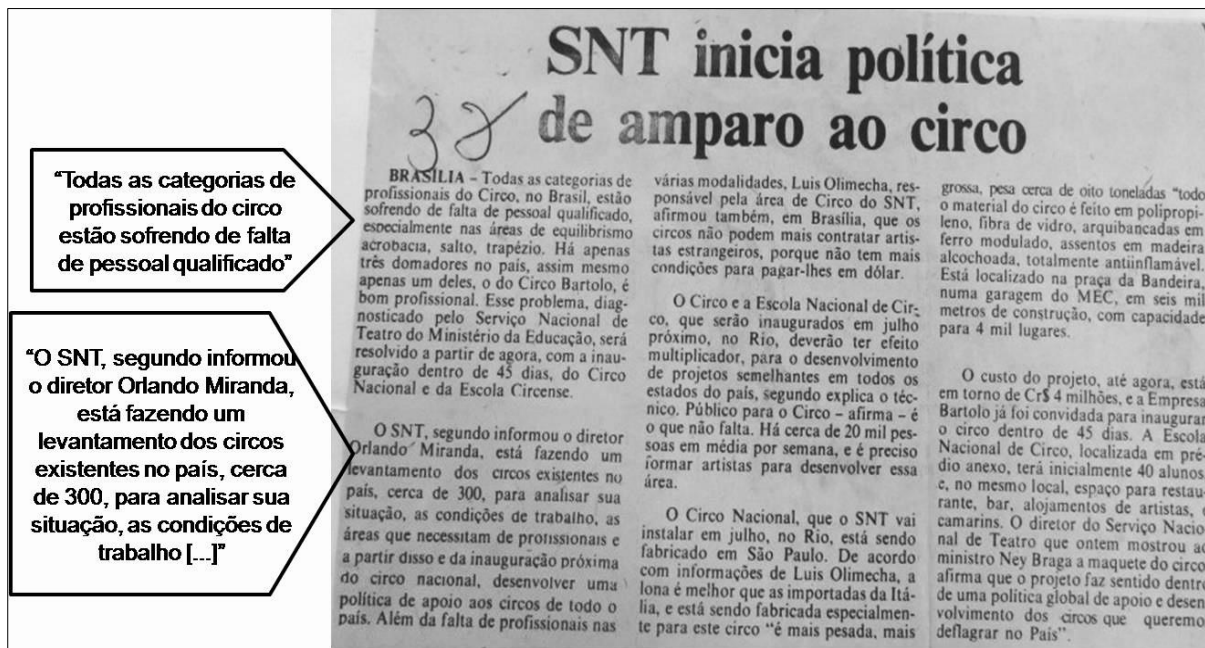 SNT inicia política
de amparo ao circo
38
"Todas as categorias de
profissionais do circo
estão sofrendo de falta
de pessoal qualificado"
"O SNT, segundo informou
o diretor Orlando Miranda,
está fazendo um
levantamento dos circos
existentes no país, cerca
de 300, para analisar sua
situação, as condições de
trabalho [...]"
BRASÍLIA – Todas as categorias de
profissionais do Circo, no Brasil, estão
sofrendo de falta de pessoal qualificado,
especialmente nas áreas de equilibrismo
acrobacia, salto, trapézio. Há apenas
três domadores no país, assim mesmo
apenas um deles, o do Circo Bartolo, é
bom profissional. Esse problema, diag-
nosticado pelo Serviço Nacional de
Teatro do Ministério da Educação, será
resolvido a partir de agora, com a inau-
guração dentro de 45 dias, do Circo
Nacional e da Escola Circense.
O SNT, segundo informou o diretor
Orlando Miranda, está fazendo um
levantamento dos circos existentes no
país, cerca de 300, para analisar sua
situação, as condições de trabalho, as
áreas que necessitam de profissionais e
a partir disso e da inauguração próxima
do circo nacional, desenvolver uma
política de apoio aos circos de todo o
país. Além da falta de profissionais nas
várias modalidades, Luis Olimecha, res-
ponsável pela área de Circo do SNT,
afirmou também, em Brasília, que os
circos não podem mais contratar artis-
tas estrangeiros, porque não tem mais
condições para pagar-lhes em dólar.
O Circo e a Escola Nacional de Cir-
co, que serão inaugurados em julho
próximo, no Rio, deverão ter efeito
multiplicador, para o desenvolvimento
de projetos semelhantes em todos os
estados do país, segundo explica o téc-
nico. Público para o Circo – afirma – é
o que não falta. Há cerca de 20 mil pes-
soas em média por semana, e é preciso
formar artistas para desenvolver essa
área.
O Circo Nacional, que o SNT vai
instalar em julho, no Rio, está sendo
fabricado em São Paulo. De acordo
com informações de Luis Olimecha, a
lona é melhor que as importadas da Itá-
lia, e está sendo fabricada especialmen-
te para este circo "é mais pesada, mais
grossa, pesa cerca de oito toneladas "todo
o material do circo é feito em polipropi-
leno, fibra de vidro, arquibancadas em
ferro modulado, assentos em madeira
alcochoada, totalmente antiinflamável.
Está localizado na praça da Bandeira,
numa garagem do MEC, em seis mil
metros de construção, com capacidade
para 4 mil lugares.
O custo do projeto, até agora, está
em torno de Cr$ 4 milhões, e a Empresa
Bartolo já foi convidada para inaugurar
o circo dentro de 45 dias. A Escola
Nacional de Circo, localizada em pré-
dio anexo, terá inicialmente 40 alunos
e, no mesmo local, espaço para restau-
rante, bar, alojamentos de artistas,
camarins. O diretor do Serviço Nacio-
nal de Teatro que ontem mostrou ao
ministro Ney Braga a maquete do circo
afirma que o projeto faz sentido dentro
de uma política global de apoio e desen
volvimento dos circos que queremo
deflagrar no País".